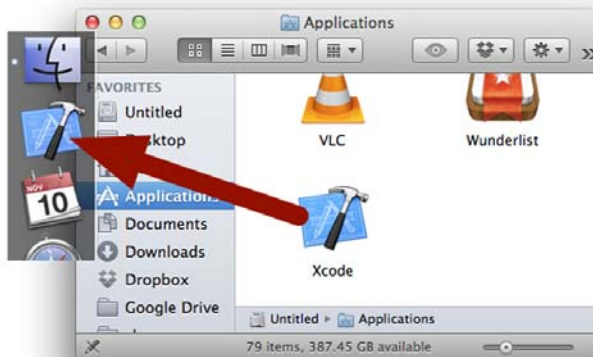 Applications
FAVORITES
Untitled
Desktop
Applications
Documents
Downloads
Dropbox
Google Drive
NOV
10
VLC
Wunderlist
Xcode
Untitled ▸ Applications
79 items, 387.45 GB available